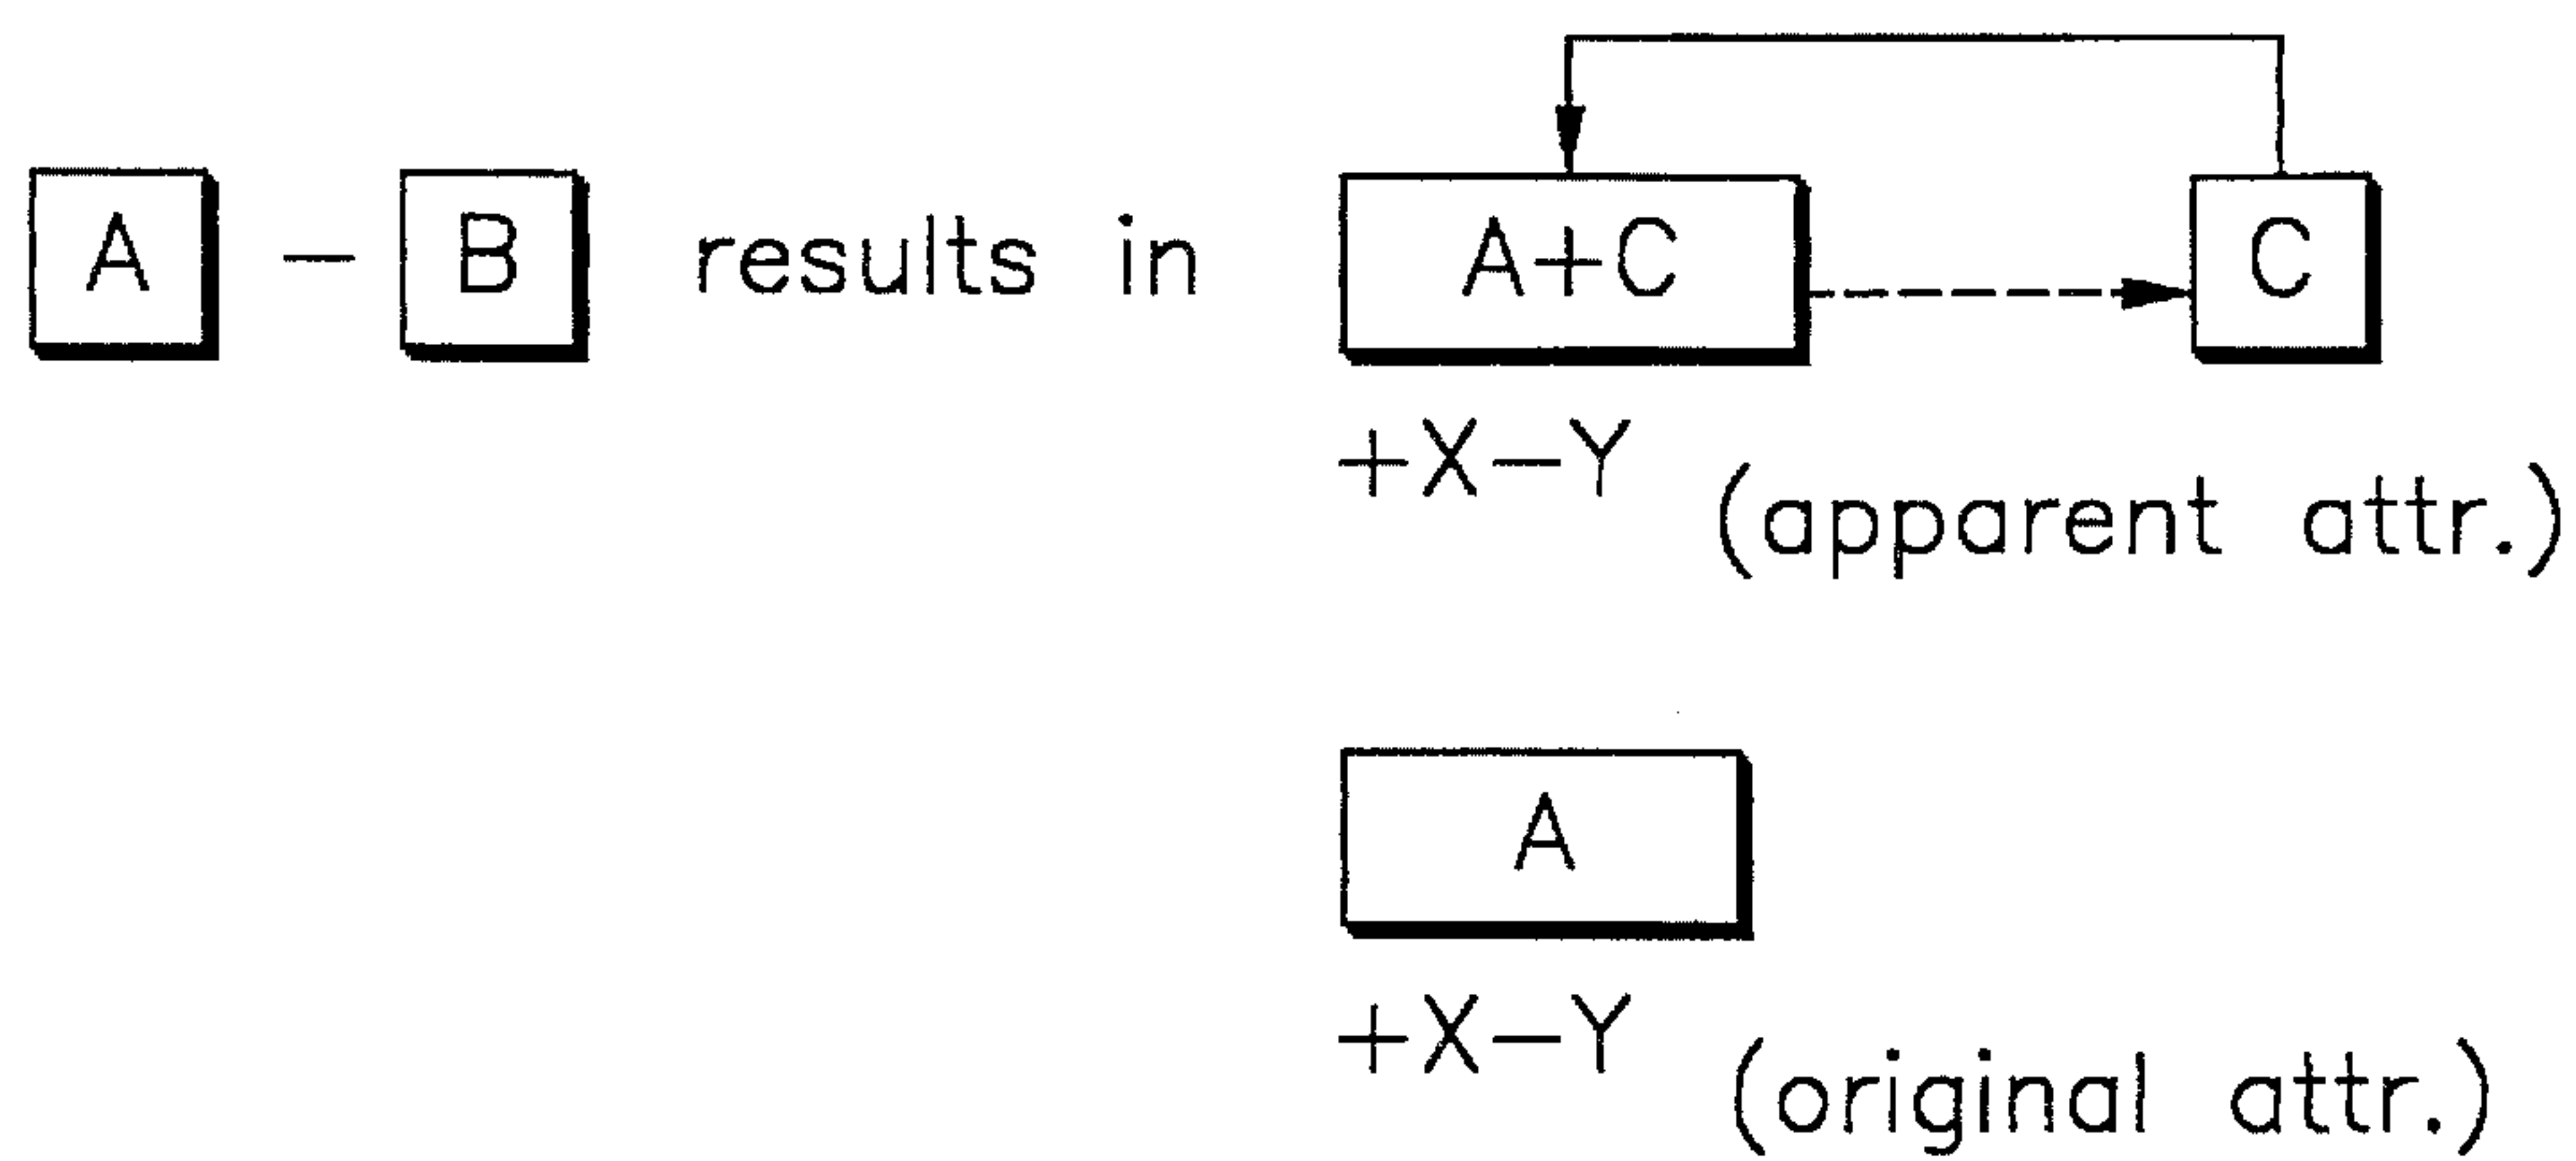 A – B results in A+C C
+X–Y (apparent attr.)
A
+X–Y (original attr.)